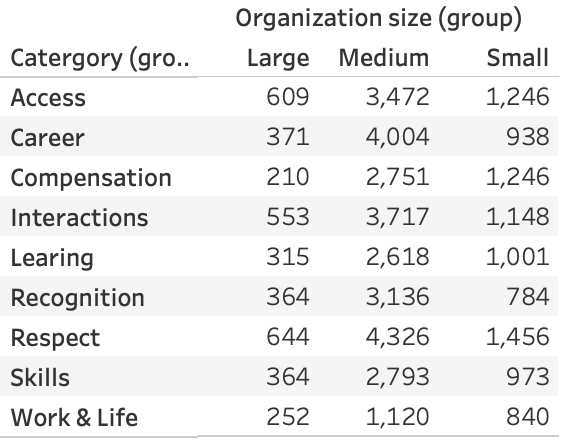 Organization size (group)
Catergory (gro.. Large Medium Small
Access 609 3,472 1,246
Career 371 4,004 938
Compensation 210 2,751 1,246
Interactions 553 3,717 1,148
Learing 315 2,618 1,001
Recognition 364 3,136 784
Respect 644 4,326 1,456
Skills 364 2,793 973
Work & Life 252 1,120 840